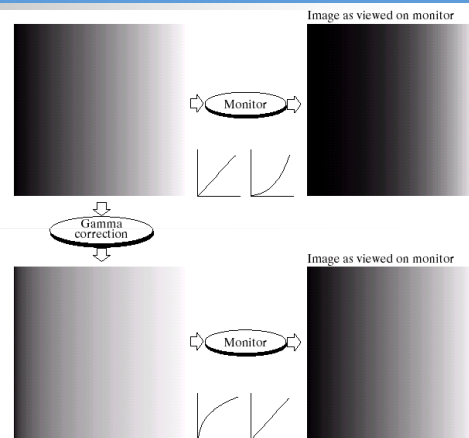 Image as viewed on monitor
Monitor
Gamma
correction
Image as viewed on monitor
Monitor